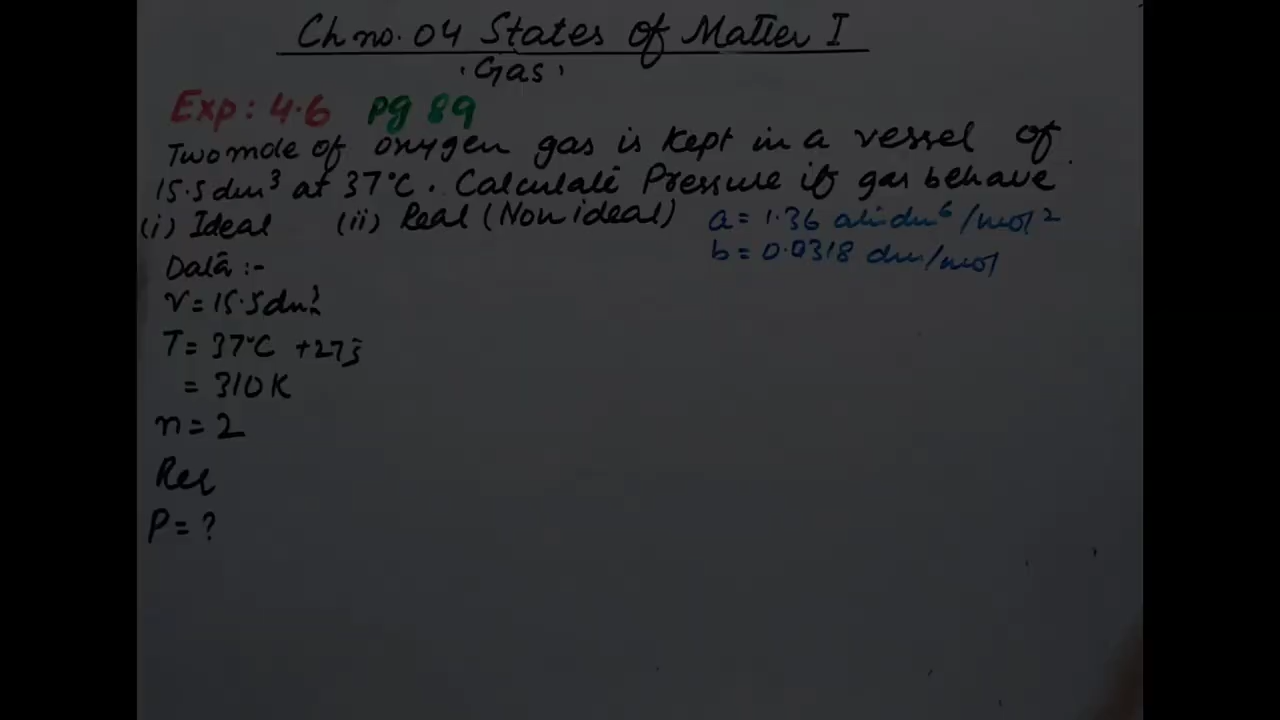 Ch no. 04 States of Matter I
Gas
Exp: 4.6 pg 89
Two mole of oxygen gas is kept in a vessel of
15.5 dm³ at 37°C. Calculate Pressure if gas behave
(i) Ideal (ii) Real (Non ideal) a = 1.36 atm dm⁶/mol²
b = 0.0318 dm/mol
Data :-
V = 15.5 dm³
T = 37°C + 273
= 310 K
n = 2
Req
P = ?